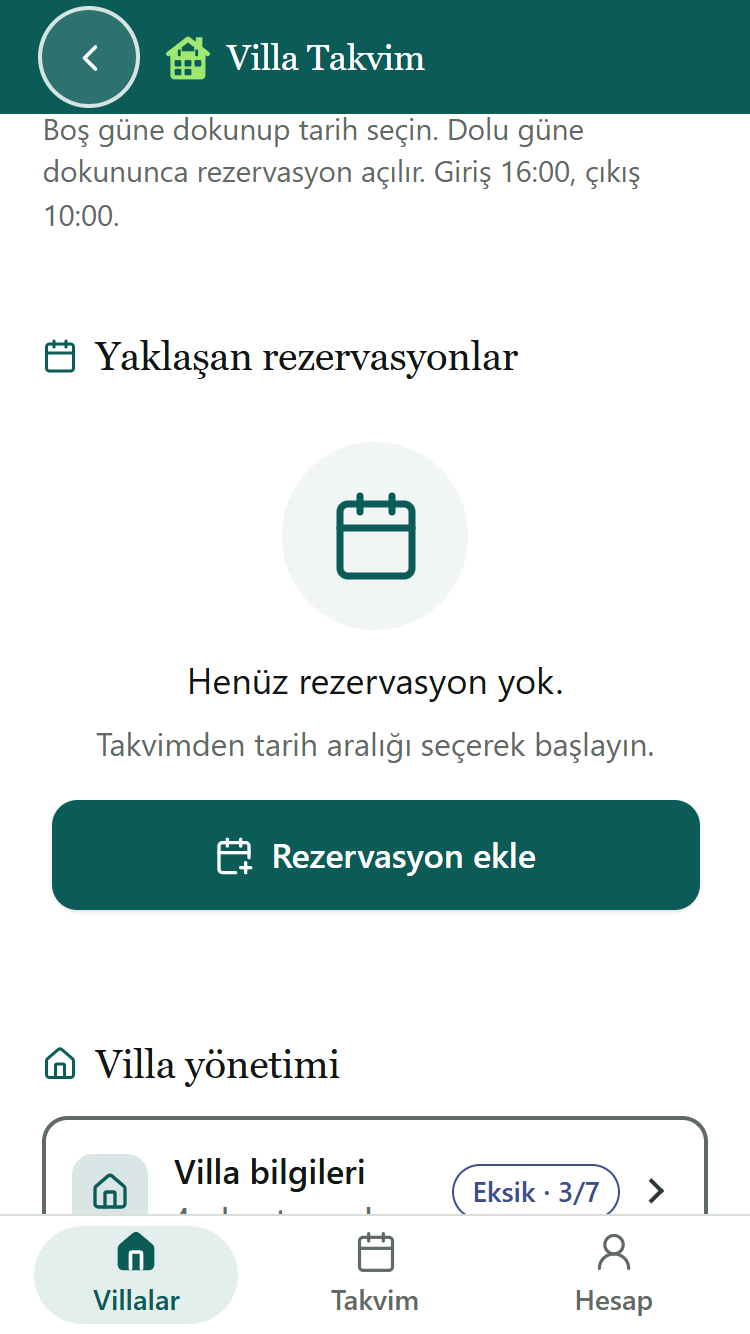 Villa Takvim
Boş güne dokunup tarih seçin. Dolu güne
dokununca rezervasyon açılır. Giriş 16:00, çıkış
10:00.
Yaklaşan rezervasyonlar
Henüz rezervasyon yok.
Takvimden tarih aralığı seçerek başlayın.
Rezervasyon ekle
Villa yönetimi
Villa bilgileri
Eksik · 3/7
Villalar
Takvim
Hesap